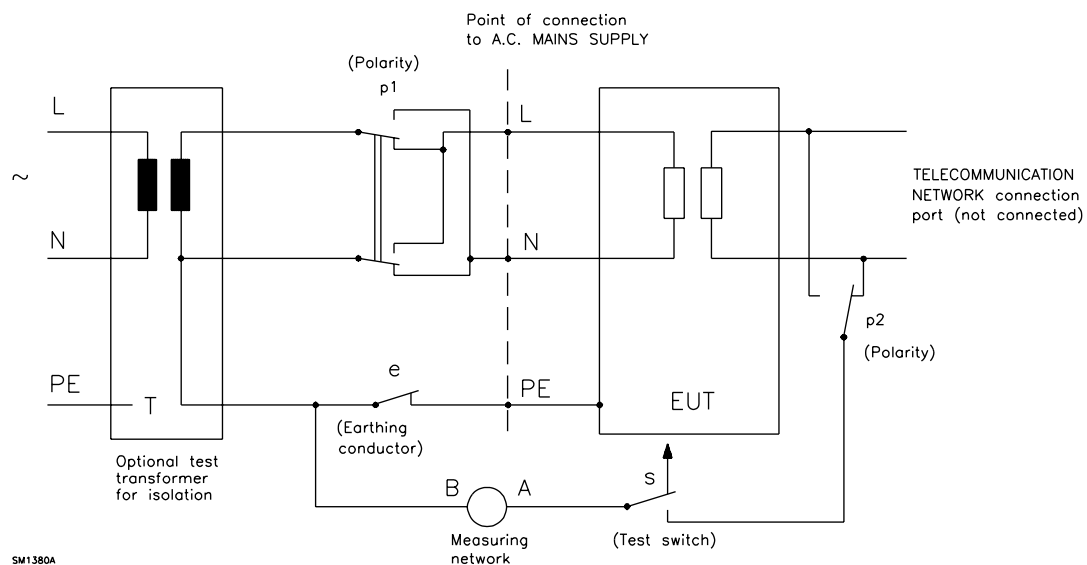 Point of connection
to A.C. MAINS SUPPLY
(Polarity)
p1
L
L
~
TELECOMMUNICATION
NETWORK connection
port (not connected)
N
N
p2
(Polarity)
e
PE
PE
T
EUT
(Earthing
conductor)
Optional test
transformer
for isolation
B
A
s
Measuring
network
(Test switch)
SM1380A